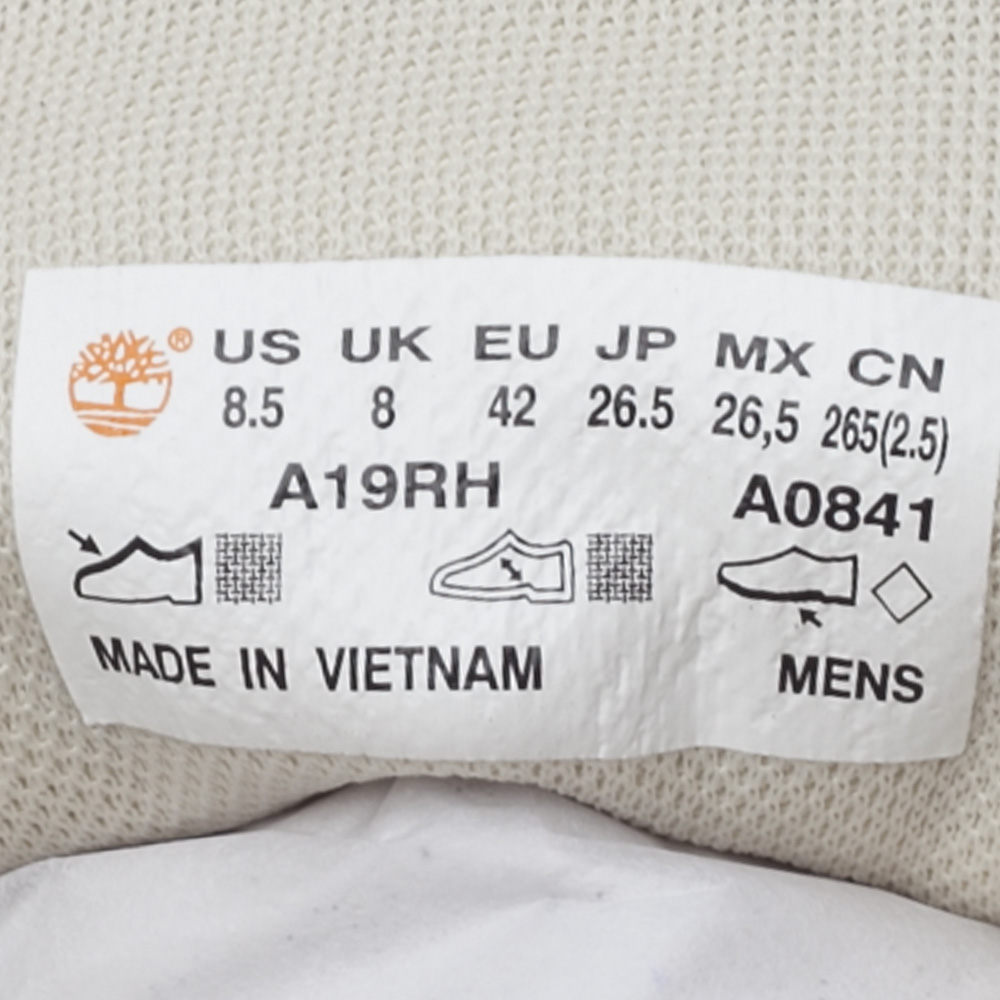 ® US UK EU JP MX CN
8.5 8 42 26.5 26,5 265(2.5)
A19RH A0841
MADE IN VIETNAM MENS